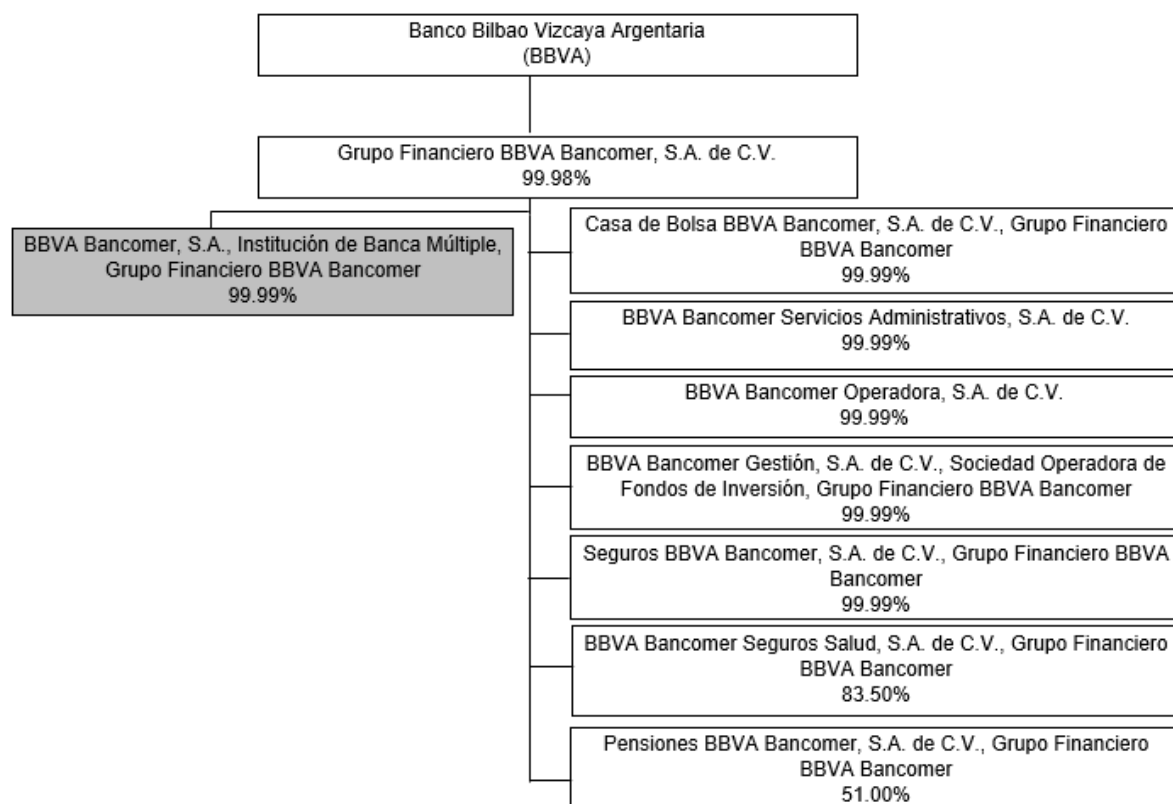 Banco Bilbao Vizcaya Argentaria
(BBVA)
Grupo Financiero BBVA Bancomer, S.A. de C.V.
99.98%
BBVA Bancomer, S.A., Institución de Banca Múltiple,
Grupo Financiero BBVA Bancomer
99.99%
Casa de Bolsa BBVA Bancomer, S.A. de C.V., Grupo Financiero
BBVA Bancomer
99.99%
BBVA Bancomer Servicios Administrativos, S.A. de C.V.
99.99%
BBVA Bancomer Operadora, S.A. de C.V.
99.99%
BBVA Bancomer Gestión, S.A. de C.V., Sociedad Operadora de
Fondos de Inversión, Grupo Financiero BBVA Bancomer
99.99%
Seguros BBVA Bancomer, S.A. de C.V., Grupo Financiero BBVA
Bancomer
99.99%
BBVA Bancomer Seguros Salud, S.A. de C.V., Grupo Financiero
BBVA Bancomer
83.50%
Pensiones BBVA Bancomer, S.A. de C.V., Grupo Financiero
BBVA Bancomer
51.00%